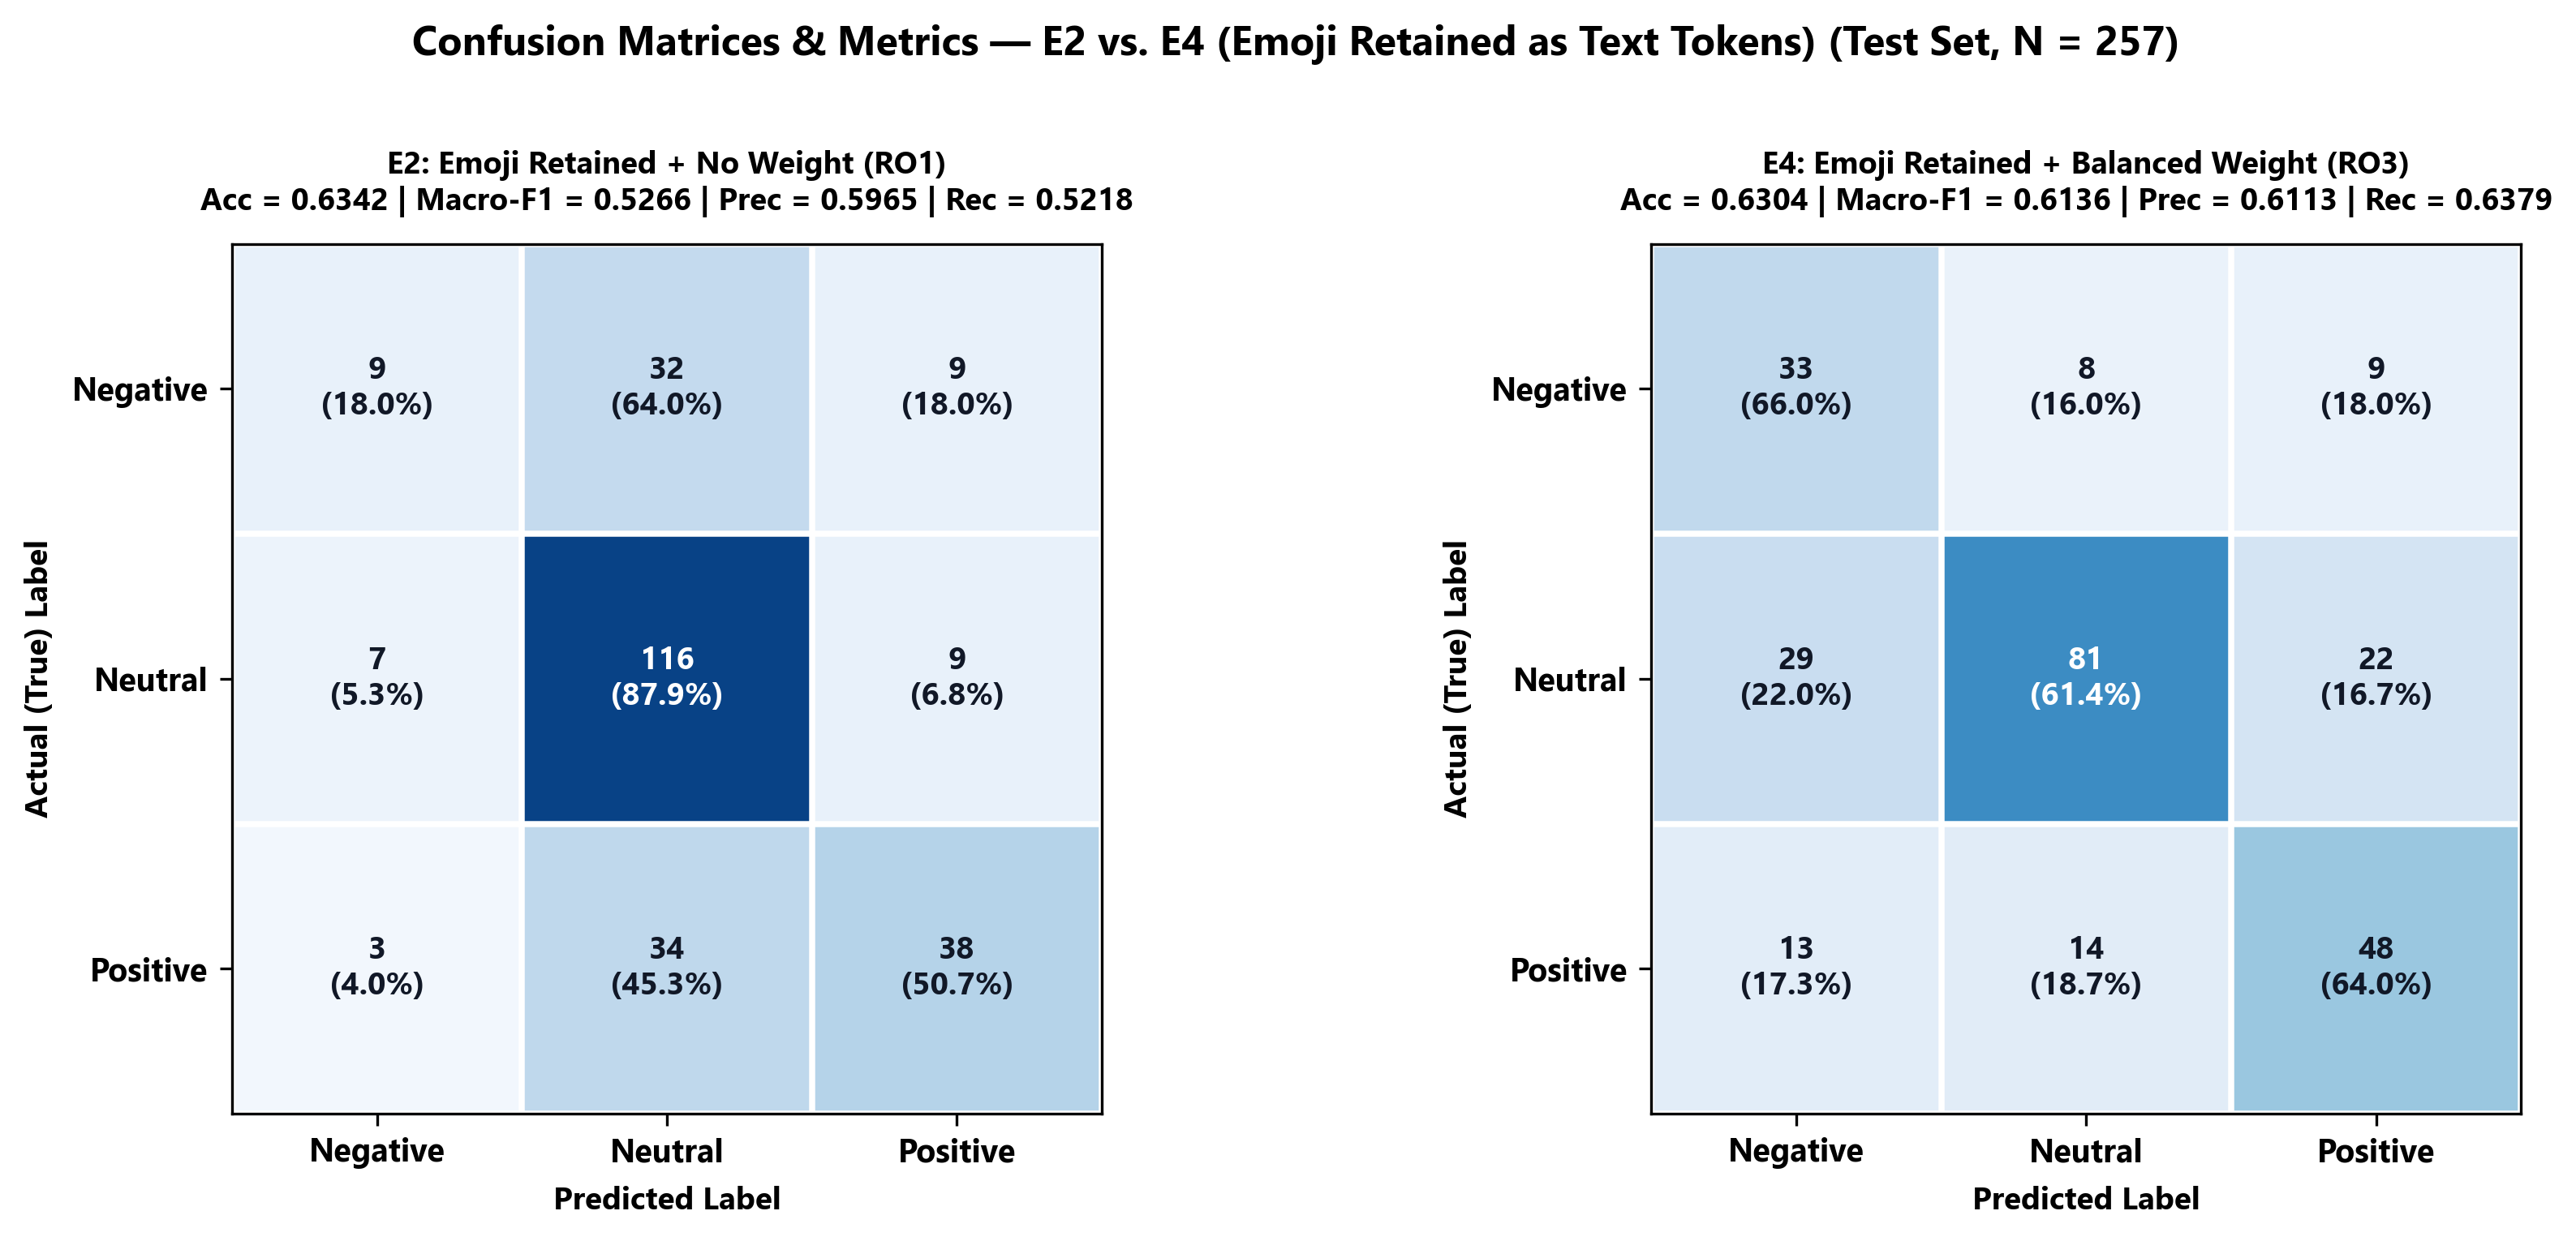 Confusion Matrices & Metrics — E2 vs. E4 (Emoji Retained as Text Tokens) (Test Set, N = 257)
E2: Emoji Retained + No Weight (RO1)
Acc = 0.6342 | Macro-F1 = 0.5266 | Prec = 0.5965 | Rec = 0.5218
Actual (True) Label
Negative
9
(18.0%)
32
(64.0%)
9
(18.0%)
Neutral
7
(5.3%)
116
(87.9%)
9
(6.8%)
Positive
3
(4.0%)
34
(45.3%)
38
(50.7%)
Negative
Neutral
Positive
Predicted Label
E4: Emoji Retained + Balanced Weight (RO3)
Acc = 0.6304 | Macro-F1 = 0.6136 | Prec = 0.6113 | Rec = 0.6379
Actual (True) Label
Negative
33
(66.0%)
8
(16.0%)
9
(18.0%)
Neutral
29
(22.0%)
81
(61.4%)
22
(16.7%)
Positive
13
(17.3%)
14
(18.7%)
48
(64.0%)
Negative
Neutral
Positive
Predicted Label